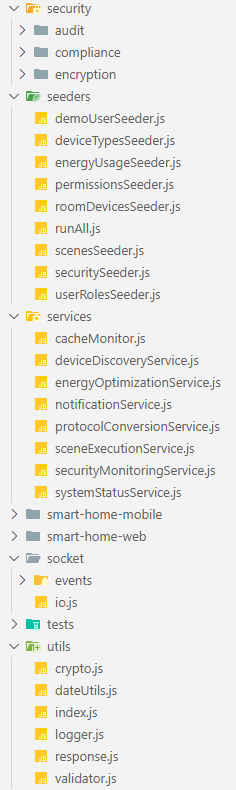 security
audit
compliance
encryption
seeders
demoUserSeeder.js
deviceTypesSeeder.js
energyUsageSeeder.js
permissionsSeeder.js
roomDevicesSeeder.js
runAll.js
scenesSeeder.js
securitySeeder.js
userRolesSeeder.js
services
cacheMonitor.js
deviceDiscoveryService.js
energyOptimizationService.js
notificationService.js
protocolConversionService.js
sceneExecutionService.js
securityMonitoringService.js
systemStatusService.js
smart-home-mobile
smart-home-web
socket
events
io.js
tests
utils
crypto.js
dateUtils.js
index.js
logger.js
response.js
validator.js